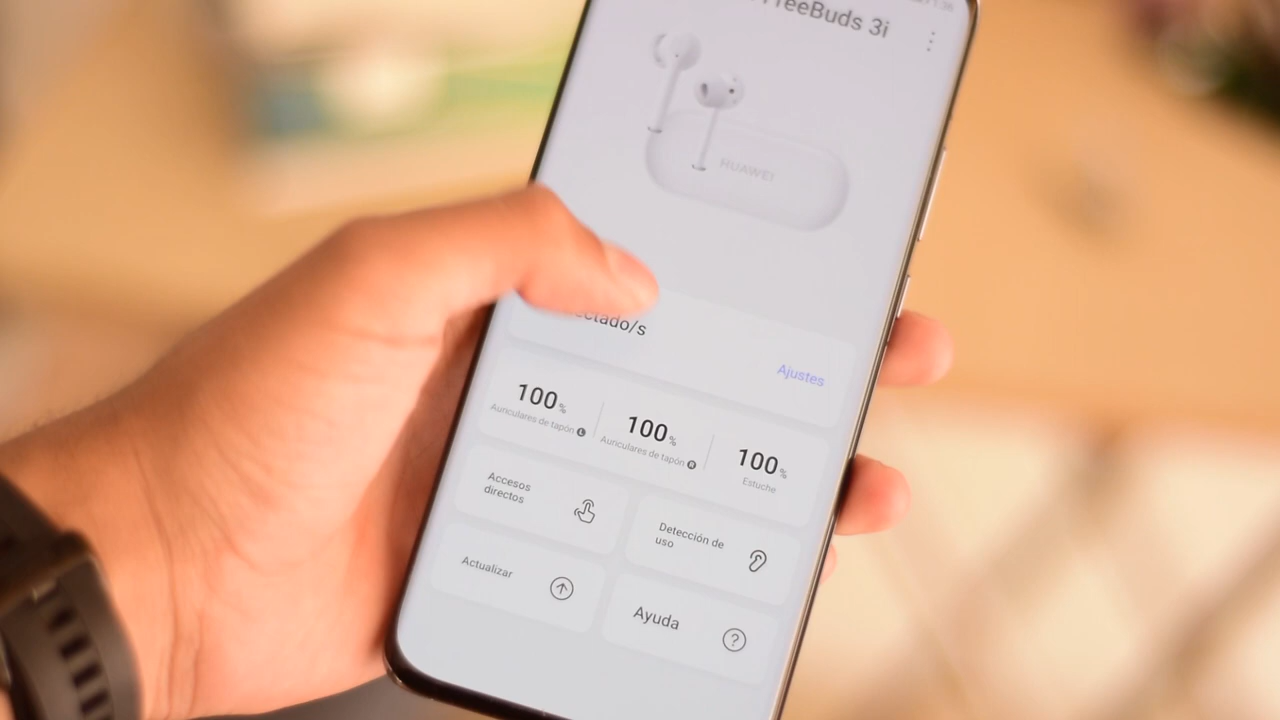 FreeBuds 3i
HUAWEI
ectado/s
Ajustes
100%
Auriculares de tapón L
100%
Auriculares de tapón R
100%
Estuche
Accesos
directos
Detección de
uso
Actualizar
Ayuda
?